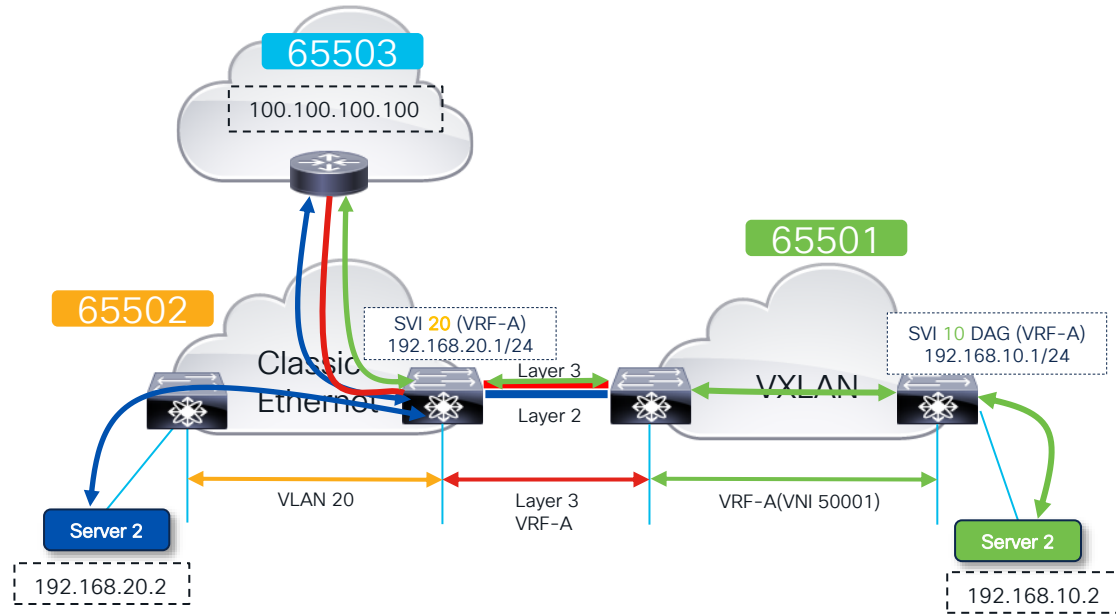 65503
100.100.100.100
65501
65502
SVI 20 (VRF-A)
192.168.20.1/24
SVI 10 DAG (VRF-A)
192.168.10.1/24
Classic
Ethernet
Layer 3
Layer 2
VXLAN
VLAN 20
Layer 3
VRF-A
VRF-A(VNI 50001)
Server 2
192.168.20.2
Server 2
192.168.10.2